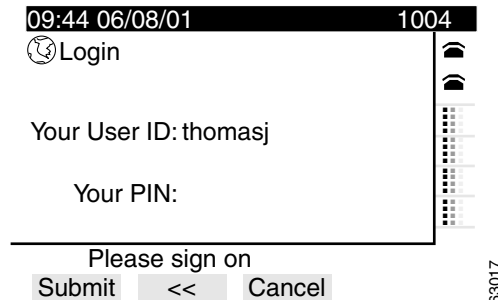 09:44 06/08/01 1004
Login
Your User ID: thomasj
Your PIN:
Please sign on
Submit << Cancel
63017